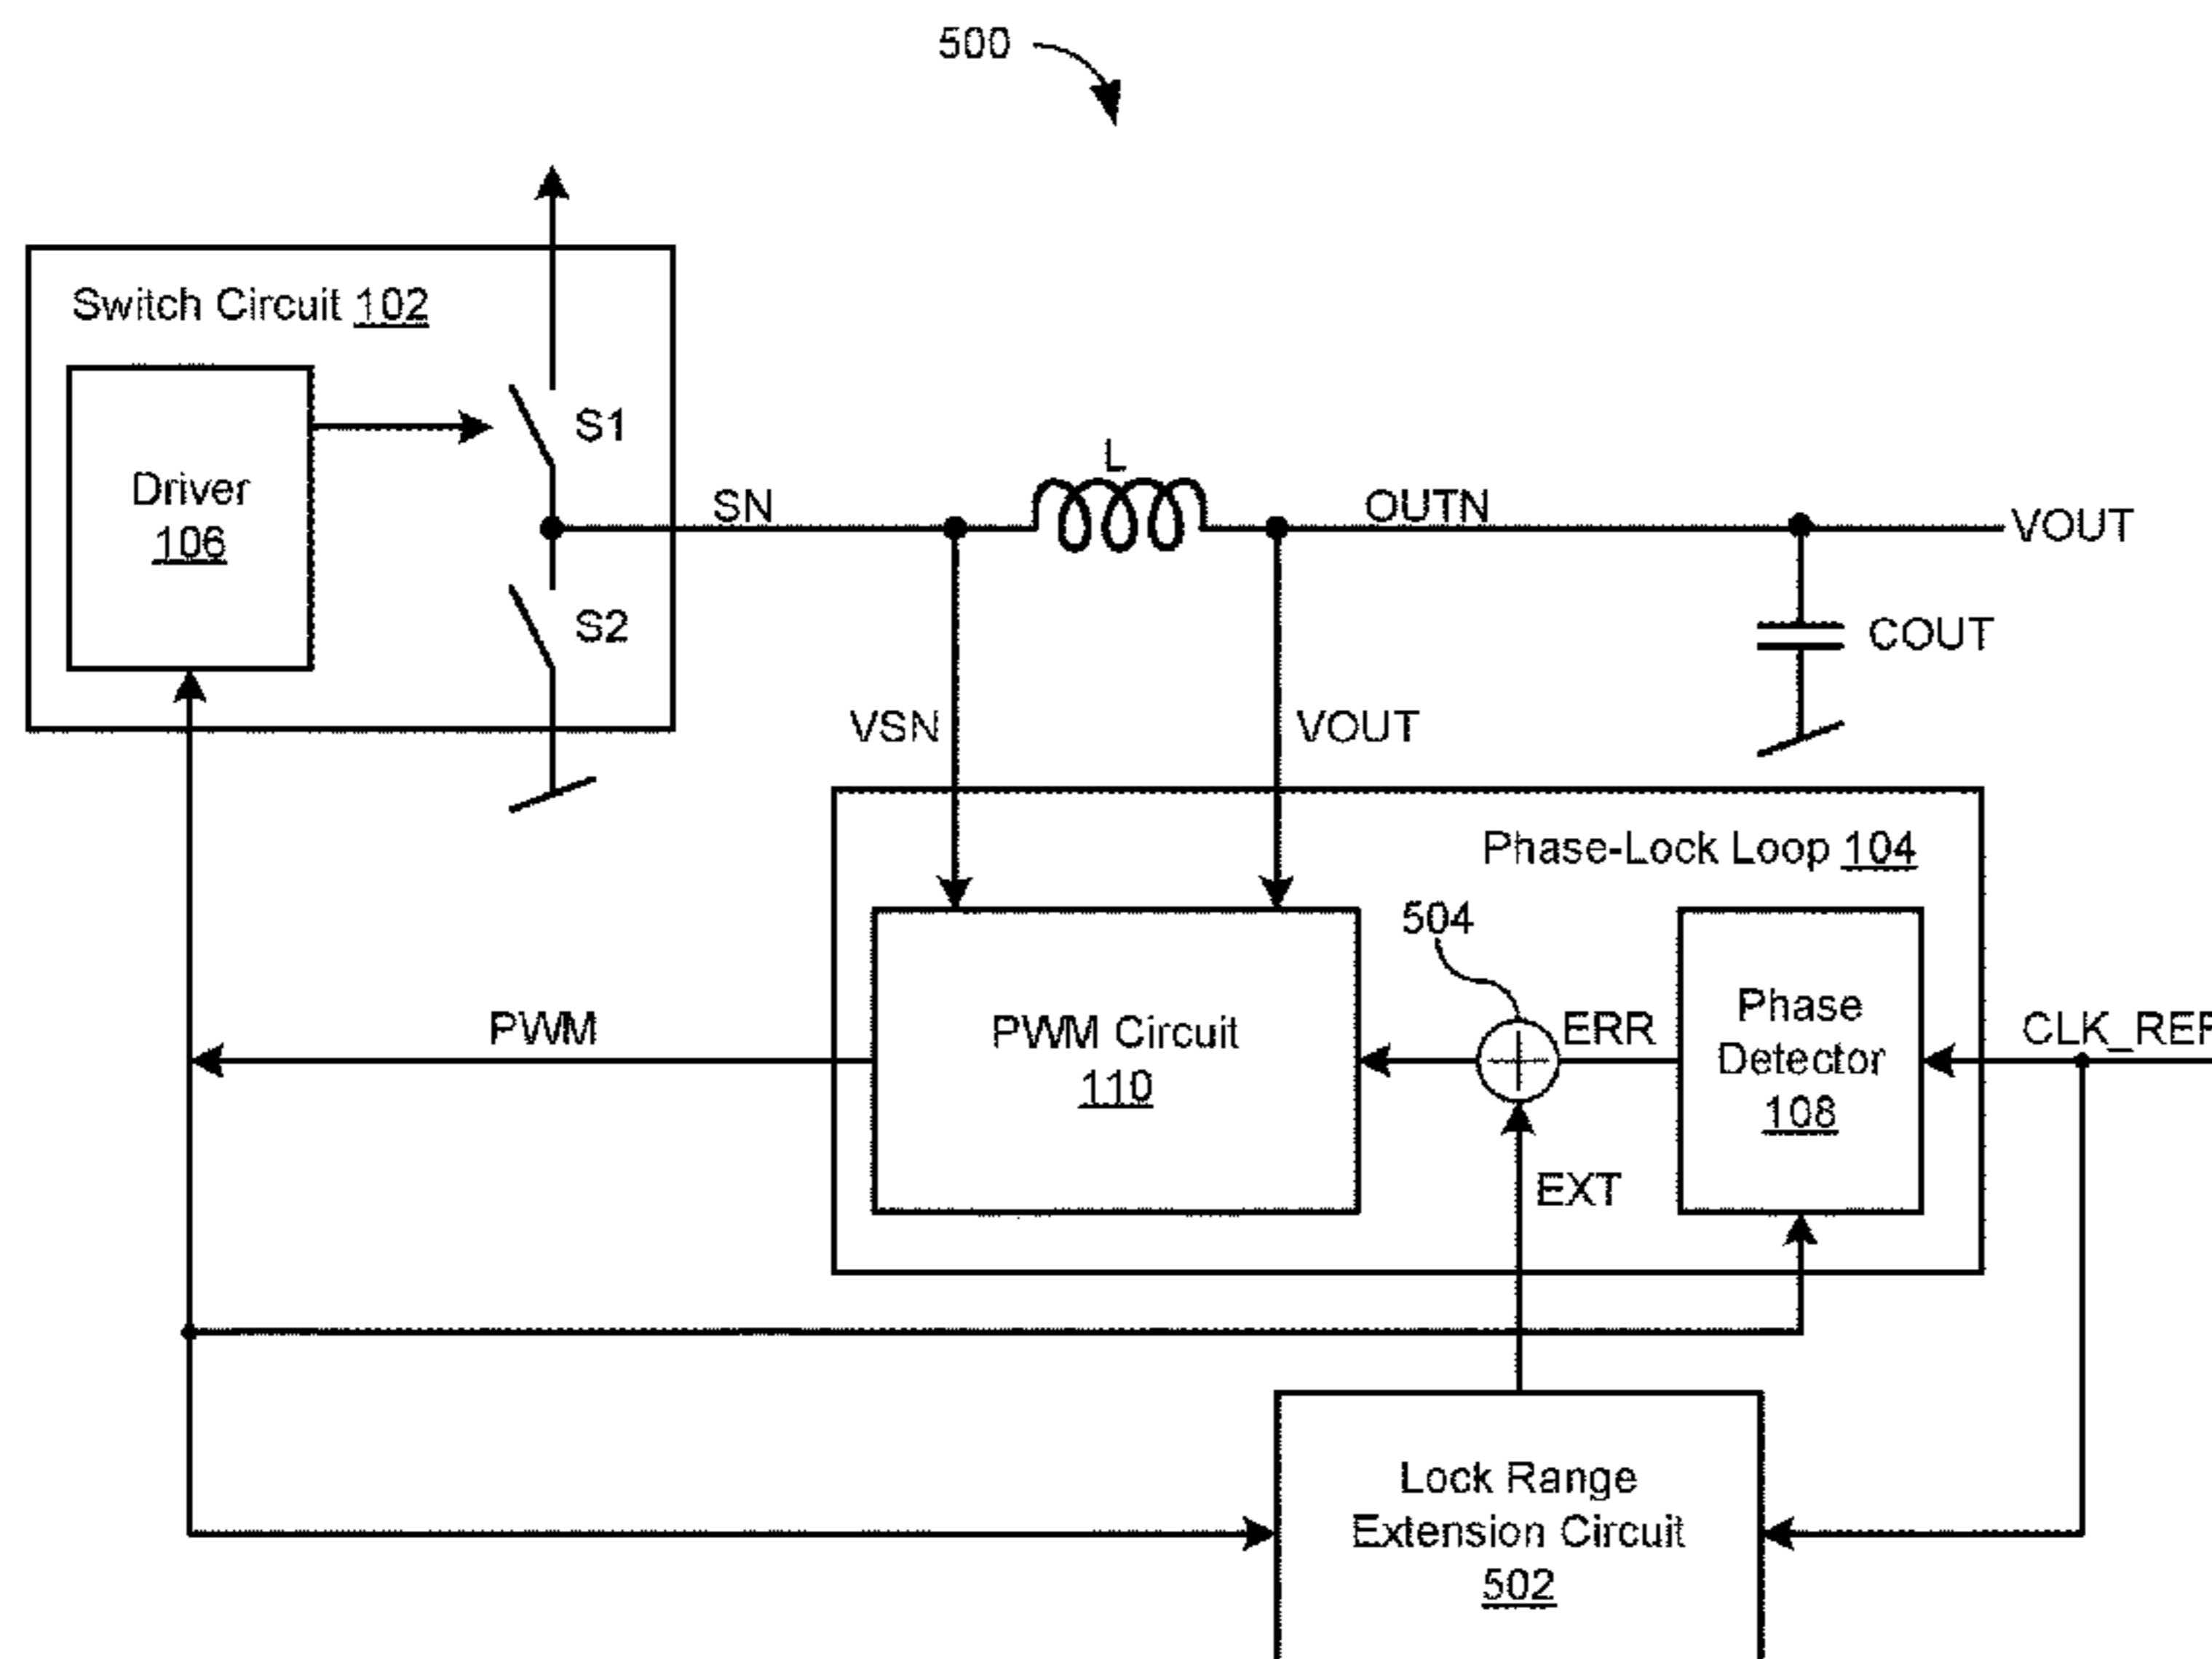 500
Switch Circuit 102
Driver
106
S1
S2
SN
L
OUTN
VOUT
COUT
VSN
VOUT
Phase-Lock Loop 104
504
PWM
PWM Circuit
110
ERR
Phase
Detector
108
CLK_REF
EXT
Lock Range
Extension Circuit
502